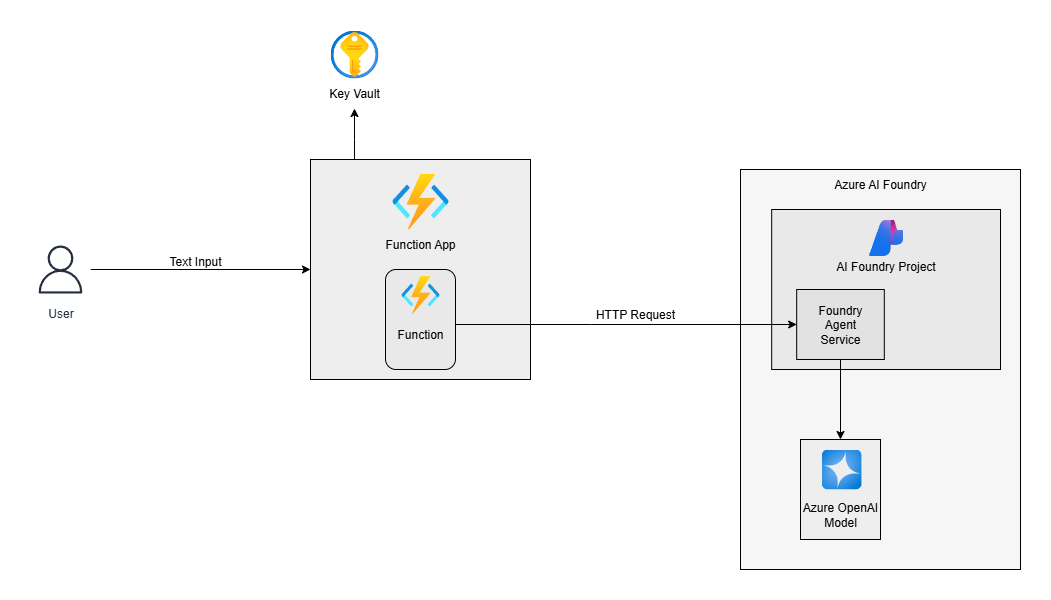 Key Vault
Azure AI Foundry
Function App
AI Foundry Project
Text Input
User
Function
HTTP Request
Foundry
Agent
Service
Azure OpenAI
Model